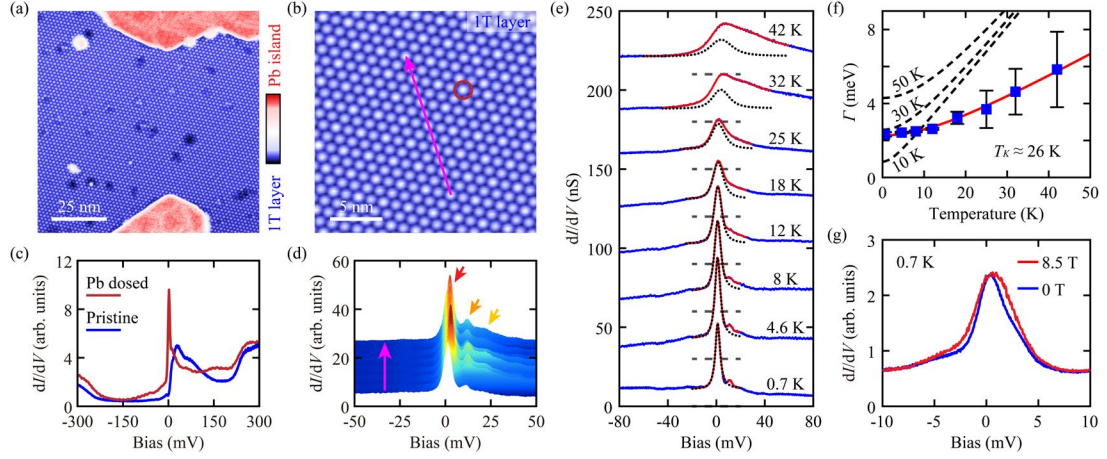 (a)
25 nm
Pb island
1T layer
(b)
1T layer
5 nm
(c)
dI/dV (arb. units)
12
8
4
0
Pb dosed
Pristine
-300
-150
0
150
300
Bias (mV)
(d)
dI/dV (arb. units)
60
40
20
0
-50
-25
0
25
50
Bias (mV)
(e)
dI/dV (nS)
250
200
150
100
50
0
42 K
32 K
25 K
18 K
12 K
8 K
4.6 K
0.7 K
-80
-40
0
40
80
Bias (mV)
(f)
Γ (meV)
8
4
0
50 K
30 K
10 K
TK ≈ 26 K
0
10
20
30
40
50
Temperature (K)
(g)
dI/dV (arb. units)
3
2
1
0
0.7 K
8.5 T
0 T
-10
-5
0
5
10
Bias (mV)